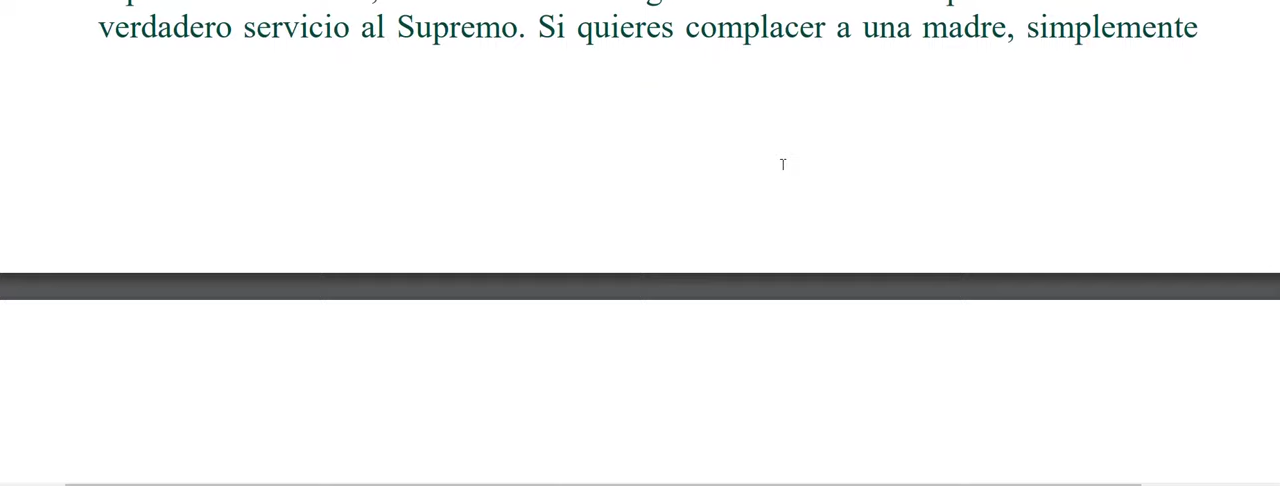 verdadero servicio al Supremo. Si quieres complacer a una madre, simplemente